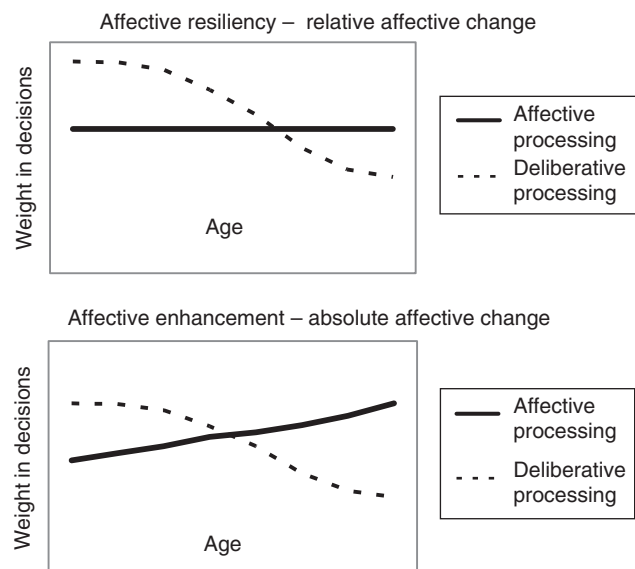 Affective resiliency – relative affective change
Weight in decisions
Age
Affective
processing
Deliberative
processing
Affective enhancement – absolute affective change
Weight in decisions
Age
Affective
processing
Deliberative
processing